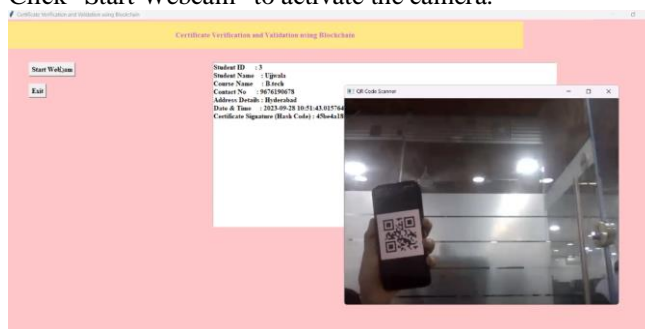 Click "Start Webcam" to activate the camera.
Certificate Verification and Validation using Blockchain
Certificate Verification and Validation using Blockchain
Start Webcam
Exit
Student ID : 3
Student Name : Ujjwala
Course Name : B.tech
Contact No : 9676190678
Address Details : Hyderabad
Date & Time : 2023-09-28 10:51:43.015764
Certificate Signature (Hash Code) : 45be4a18
QR Code Scanner